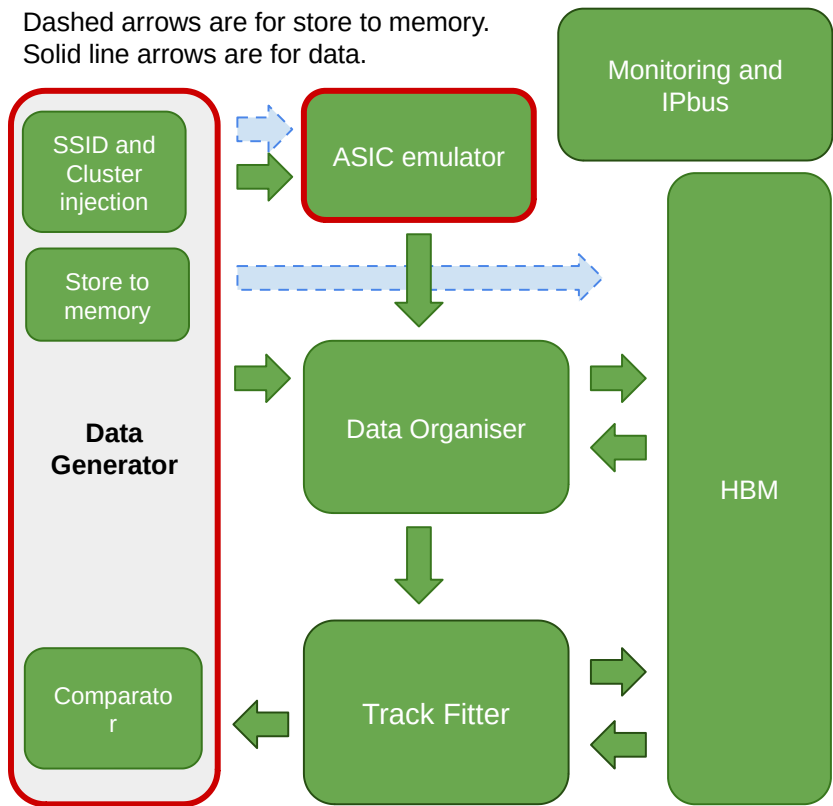 Dashed arrows are for store to memory.
Solid line arrows are for data.
Monitoring and
IPbus
SSID and
Cluster
injection
ASIC emulator
Store to
memory
Data
Generator
Data Organiser
HBM
Comparato
r
Track Fitter